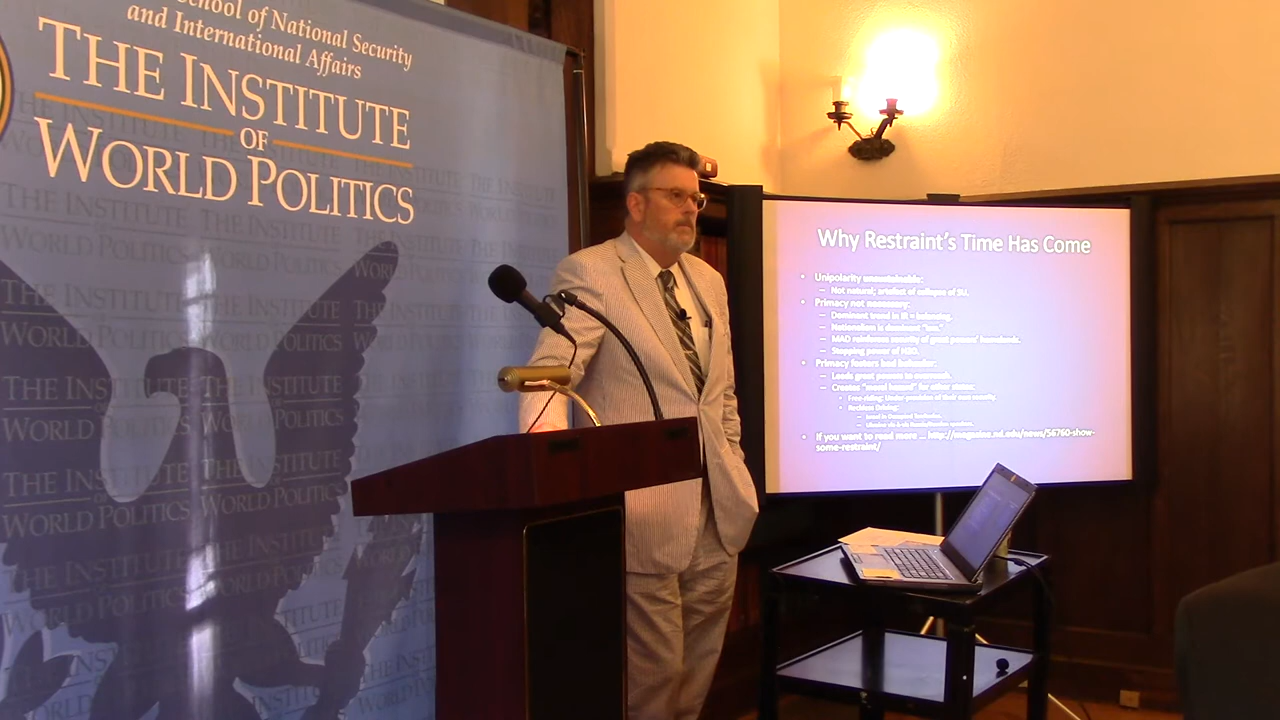 School of National Security
and International Affairs
THE INSTITUTE
OF
WORLD POLITICS
Why Restraint's Time Has Come
• Unipolarity unsustainable:
– Not natural; artefact of collapse of SU.
• Primacy not necessary:
– Dominant trend in IR = balancing.
– Nationalism is dominant "ism."
– MAD reinforces security of great powers' homelands.
– Stopping power of H2O.
• Primacy fosters bad behavior:
– Leads great powers to overreach.
– Creates "moral hazard" for other states:
• Free-riding: Under-provision of their own security.
• Reckless Driving:
• If you want to read more ... http://magazine.nd.edu/news/56760-show-
some-restraint/